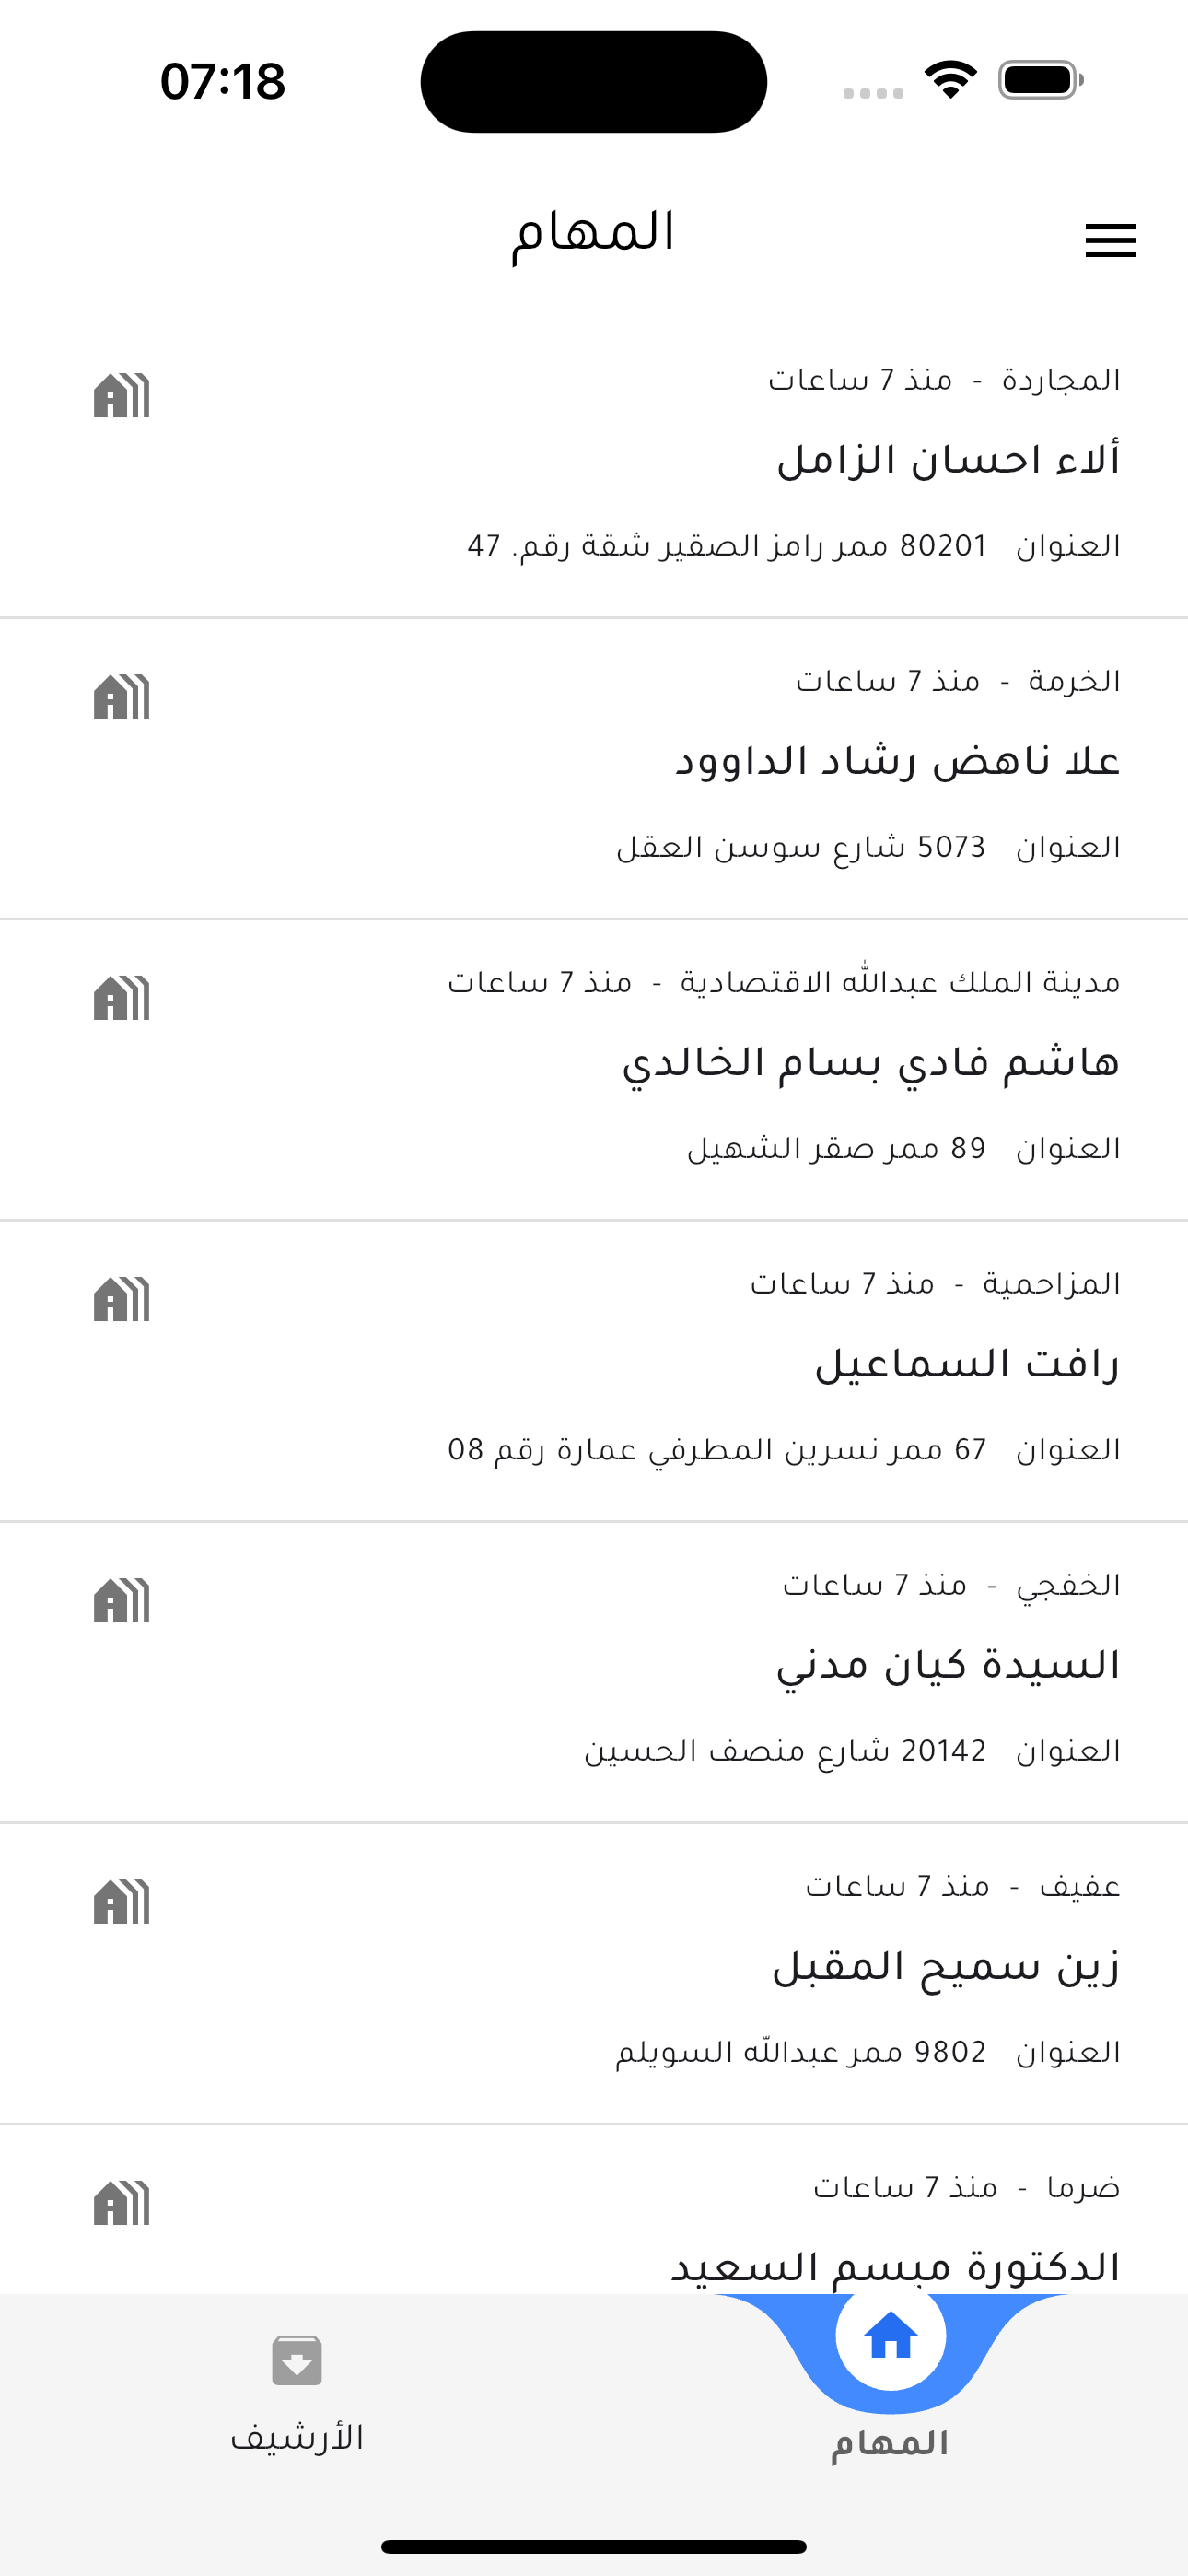 07:18
المهام
المجاردة - منذ 7 ساعات
ألاء احسان الزامل
العنوان 80201 ممر رامز الصقير شقة رقم. 47
الخرمة - منذ 7 ساعات
علا ناهض رشاد الداوود
العنوان 5073 شارع سوسن العقل
مدينة الملك عبدالله الاقتصادية - منذ 7 ساعات
هاشم فادي بسام الخالدي
العنوان 89 ممر صقر الشهيل
المزاحمية - منذ 7 ساعات
رافت السماعيل
العنوان 67 ممر نسرين المطرفي عمارة رقم 08
الخفجي - منذ 7 ساعات
السيدة كيان مدني
العنوان 20142 شارع منصف الحسين
عفيف - منذ 7 ساعات
زين سميح المقبل
العنوان 9802 ممر عبدالله السويلم
ضرما - منذ 7 ساعات
الدكتورة مبسم السعيد
المهام
الأرشيف